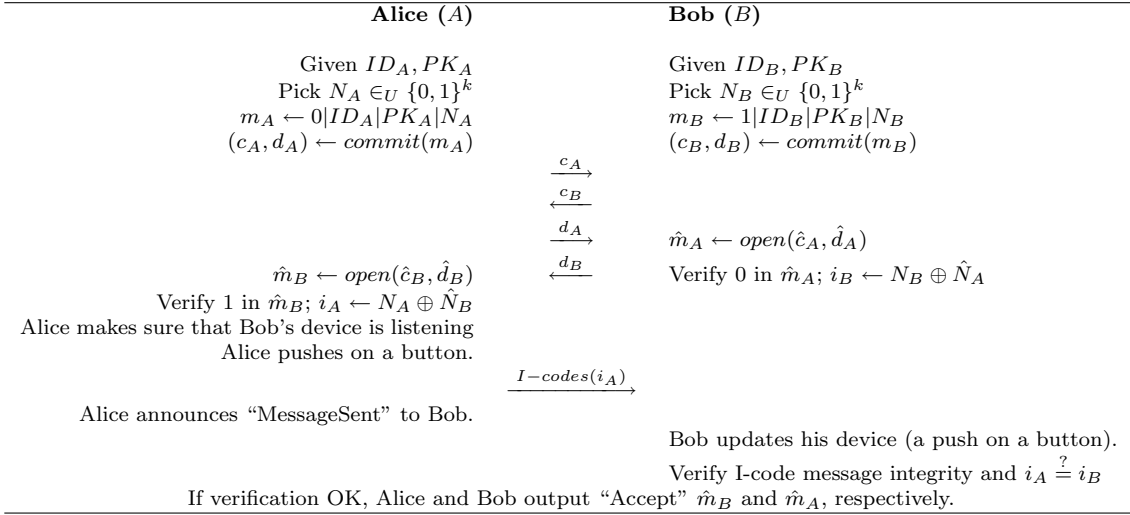 Alice (A) Bob (B)
Given ID_A, PK_A Given ID_B, PK_B
Pick N_A ∈_U {0, 1}^k Pick N_B ∈_U {0, 1}^k
m_A ← 0|ID_A|PK_A|N_A m_B ← 1|ID_B|PK_B|N_B
(c_A, d_A) ← commit(m_A) (c_B, d_B) ← commit(m_B)
c_A
c_B
d_A m̂_A ← open(ĉ_A, d̂_A)
m̂_B ← open(ĉ_B, d̂_B) d_B Verify 0 in m̂_A; i_B ← N_B ⊕ N̂_A
Verify 1 in m̂_B; i_A ← N_A ⊕ N̂_B
Alice makes sure that Bob's device is listening
Alice pushes on a button.
I−codes(i_A)
Alice announces “MessageSent” to Bob.
Bob updates his device (a push on a button).
Verify I-code message integrity and i_A ≟ i_B
If verification OK, Alice and Bob output “Accept” m̂_B and m̂_A, respectively.